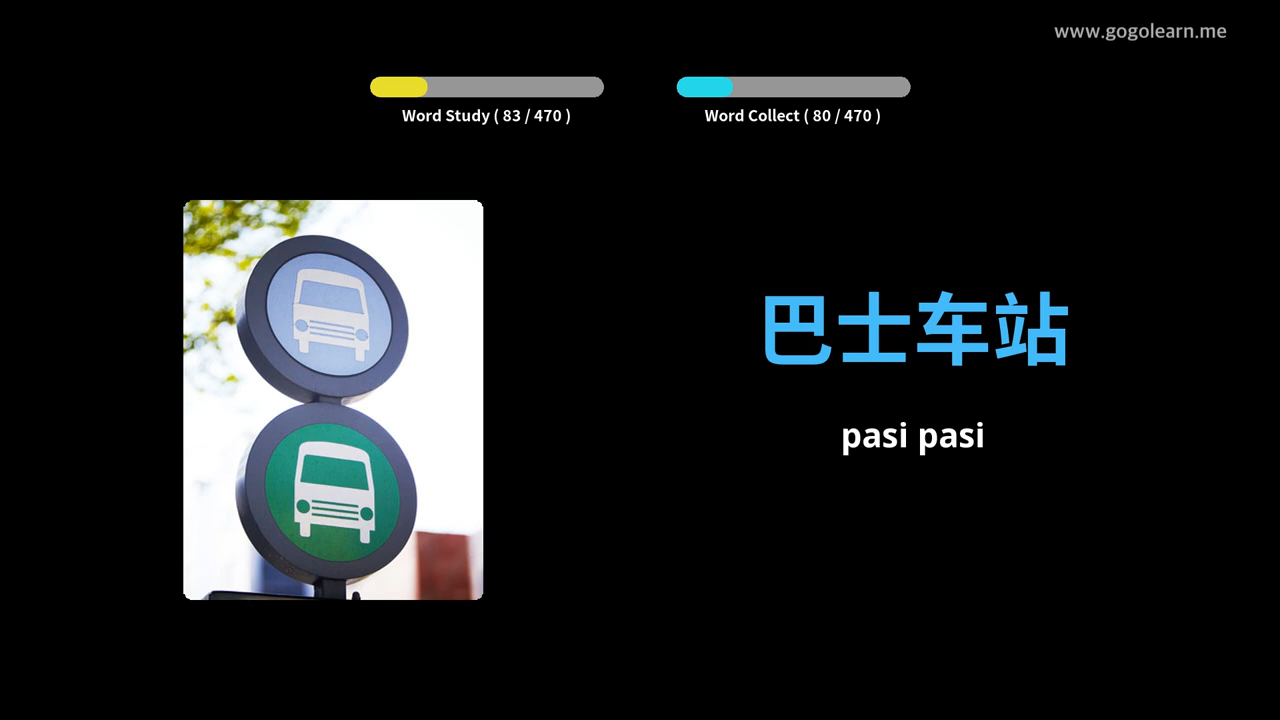 www.gogolearn.me
Word Study ( 83 / 470 )
Word Collect ( 80 / 470 )
巴士车站
pasi pasi